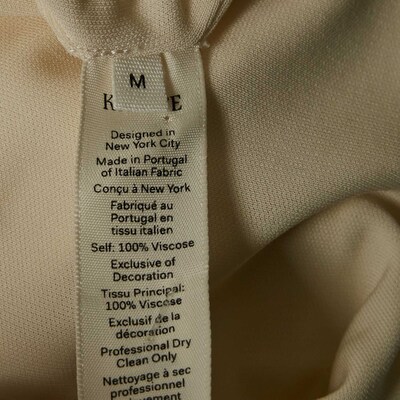 M
Designed in
New York City
Made in Portugal
of Italian Fabric
Conçu à New York
Fabriqué au
Portugal en
tissu italien
Self: 100% Viscose
Exclusive of
Decoration
Tissu Principal:
100% Viscose
Exclusif de la
décoration
Professional Dry
Clean Only
Nettoyage à sec
professionnel